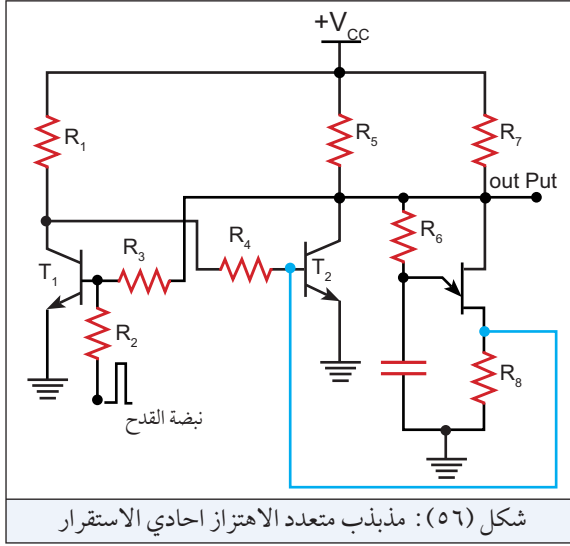 +VCC
R1
R5
R7
out Put
R6
R3
R4
T1
T2
R2
R8
نبضة القدح
شكل (٥٦): مذبذب متعدد الاهتزاز احادي الاستقرار